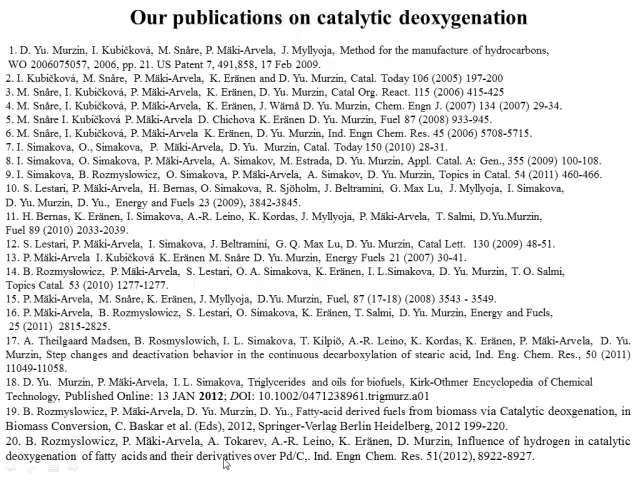 Our publications on catalytic deoxygenation
1. D. Yu. Murzin, I. Kubičková, M. Snåre, P. Mäki-Arvela, J. Myllyoja, Method for the manufacture of hydrocarbons,
WO 2006075057, 2006, pp. 21. US Patent 7, 491,858, 17 Feb 2009.
2. I. Kubičková, M. Snåre, P. Mäki-Arvela, K. Eränen and D. Yu. Murzin, Catal. Today 106 (2005) 197-200
3. M. Snåre, I. Kubičková, P. Mäki-Arvela, K. Eränen, D. Yu. Murzin, Catal Org. React. 115 (2006) 415-425
4. M. Snåre, I. Kubičková, P. Mäki-Arvela, K. Eränen, J. Wärnå D. Yu. Murzin, Chem. Engn J. (2007) 134 (2007) 29-34.
5. M. Snåre I. Kubičková P. Mäki-Arvela D. Chichova K. Eränen D. Yu. Murzin, Fuel 87 (2008) 933-945.
6. M. Snåre, I. Kubičková, P. Mäki-Arvela K. Eränen, D. Yu. Murzin, Ind. Engn Chem. Res. 45 (2006) 5708-5715.
7. I. Simakova, O., Simakova, P. Mäki-Arvela, D. Yu. Murzin, Catal. Today 150 (2010) 28-31.
8. I. Simakova, O. Simakova, P. Mäki-Arvela, A. Simakov, M. Estrada, D. Yu. Murzin, Appl. Catal. A: Gen., 355 (2009) 100-108.
9. I. Simakova, B. Rozmyslowicz, O. Simakova, P. Mäki-Arvela, A. Simakov, D. Yu. Murzin, Topics in Catal. 54 (2011) 460-466.
10. S. Lestari, P. Mäki-Arvela, H. Bernas, O. Simakova, R. Sjöholm, J. Beltramini, G. Max Lu, J. Myllyoja, I. Simakova,
D. Yu. Murzin, D. Yu., Energy and Fuels 23 (2009), 3842-3845.
11. H. Bernas, K. Eränen, I. Simakova, A.-R. Leino, K. Kordas, J. Myllyoja, P. Mäki-Arvela, T. Salmi, D.Yu.Murzin,
Fuel 89 (2010) 2033-2039.
12. S. Lestari, P. Mäki-Arvela, I. Simakova, J. Beltramini, G. Q. Max Lu, D. Yu. Murzin, Catal Lett. 130 (2009) 48-51.
13. P. Mäki-Arvela I. Kubičková K. Eränen M. Snåre D. Yu. Murzin, Energy Fuels 21 (2007) 30-41.
14. B. Rozmysłowicz, P. Mäki-Arvela, S. Lestari, O. A. Simakova, K. Eränen, I. L.Simakova, D. Yu. Murzin, T. O. Salmi,
Topics Catal. 53 (2010) 1277-1277.
15. P. Mäki-Arvela, M. Snåre, K. Eränen, J. Myllyoja, D.Yu. Murzin, Fuel, 87 (17-18) (2008) 3543 - 3549.
16. P. Mäki-Arvela, B. Rozmyslowicz, S. Lestari, O. Simakova, K. Eränen, T. Salmi, D. Yu. Murzin, Energy and Fuels,
25 (2011) 2815-2825.
17. A. Theilgaard Madsen, B. Rosmyslowich, I. L. Simakova, T. Kilpiö, A.-R. Leino, K. Kordas, K. Eränen, P. Mäki-Arvela, D. Yu.
Murzin, Step changes and deactivation behavior in the continuous decarboxylation of stearic acid, Ind. Eng. Chem. Res., 50 (2011)
11049-11058.
18. D. Yu. Murzin, P. Mäki-Arvela, I. L. Simakova, Triglycerides and oils for biofuels, Kirk-Othmer Encyclopedia of Chemical
Technology, Published Online: 13 JAN 2012; DOI: 10.1002/0471238961.trigmurz.a01
19. B. Rozmyslowicz, P. Mäki-Arvela, D. Yu. Murzin, D. Yu., Fatty-acid derived fuels from biomass via Catalytic deoxgenation, in
Biomass Conversion, C. Baskar et al. (Eds), 2012, Springer-Verlag Berlin Heidelberg, 2012 199-220.
20. B. Rozmysłowicz, P. Mäki-Arvela, A. Tokarev, A.-R. Leino, K. Eränen, D. Murzin, Influence of hydrogen in catalytic
deoxygenation of fatty acids and their derivatives over Pd/C,. Ind. Engn Chem. Res. 51(2012), 8922-8927.